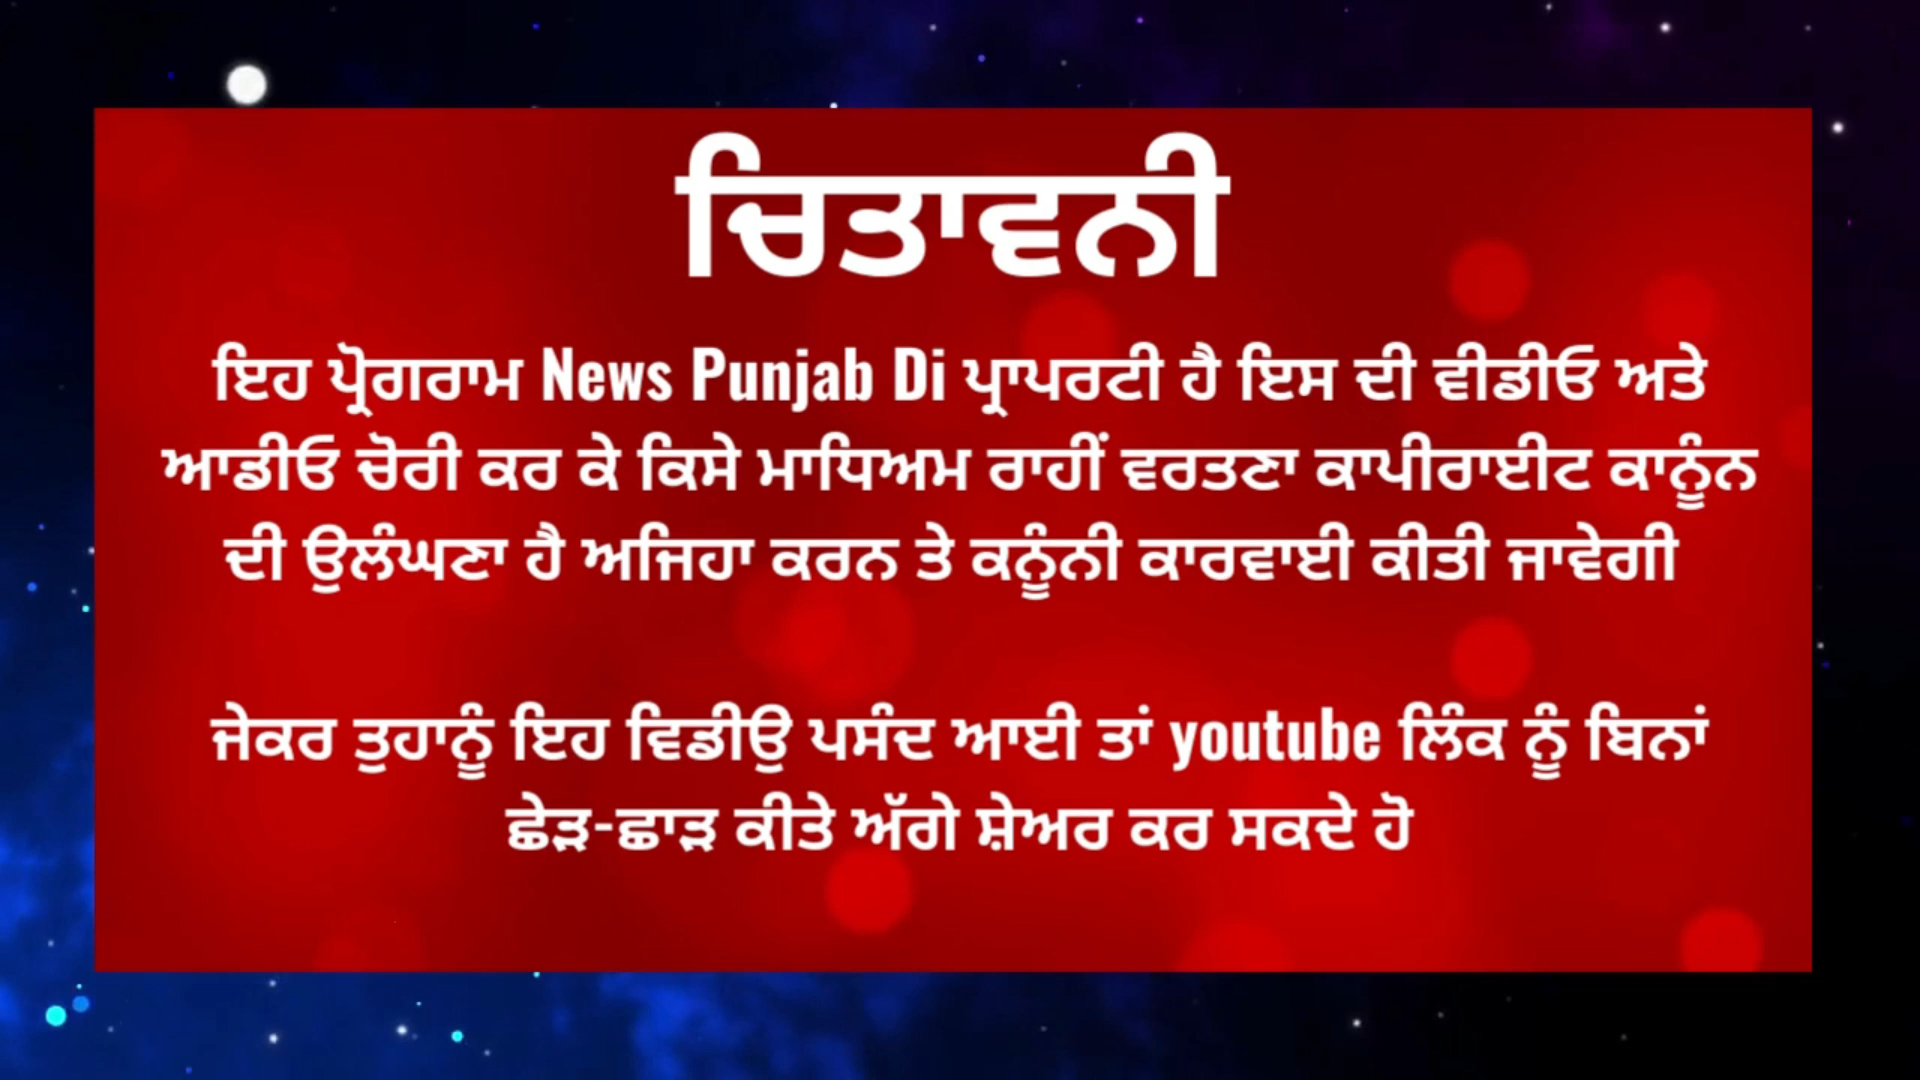 ਚਿਤਾਵਨੀ
ਇਹ ਪ੍ਰੋਗਰਾਮ News Punjab Di ਪ੍ਰਾਪਰਟੀ ਹੈ ਇਸ ਦੀ ਵੀਡੀਓ ਅਤੇ
ਆਡੀਓ ਚੋਰੀ ਕਰ ਕੇ ਕਿਸੇ ਮਾਧਿਅਮ ਰਾਹੀਂ ਵਰਤਣਾ ਕਾਪੀਰਾਈਟ ਕਾਨੂੰਨ
ਦੀ ਉਲੰਘਣਾ ਹੈ ਅਜਿਹਾ ਕਰਨ ਤੇ ਕਨੂੰਨੀ ਕਾਰਵਾਈ ਕੀਤੀ ਜਾਵੇਗੀ
ਜੇਕਰ ਤੁਹਾਨੂੰ ਇਹ ਵਿਡੀਉ ਪਸੰਦ ਆਈ ਤਾਂ youtube ਲਿੰਕ ਨੂੰ ਬਿਨਾਂ
ਛੇੜ-ਛਾੜ ਕੀਤੇ ਅੱਗੇ ਸ਼ੇਅਰ ਕਰ ਸਕਦੇ ਹੋ